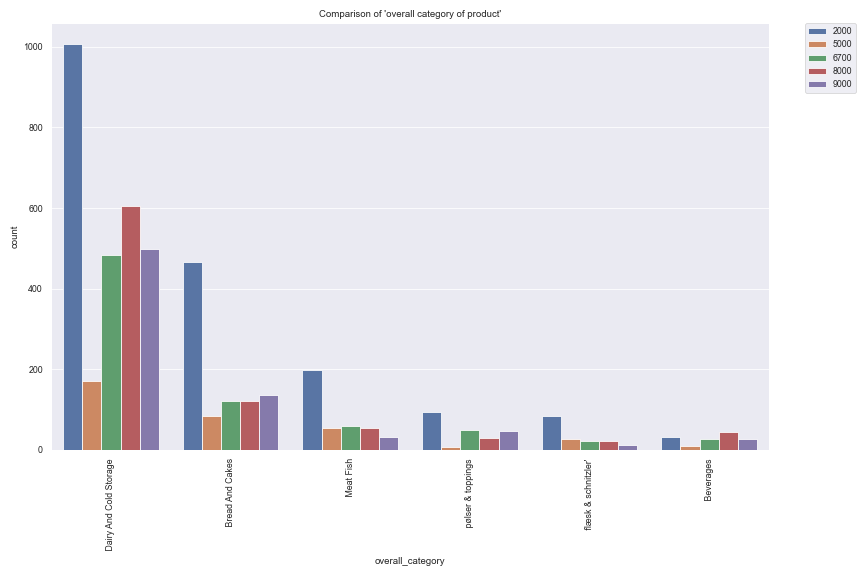 Comparison of 'overall category of product'
2000
5000
6700
8000
9000
1000
800
600
400
200
0
count
Dairy And Cold Storage
Bread And Cakes
Meat Fish
pølser & toppings
flæsk & schnitzler'
Beverages
overall_category